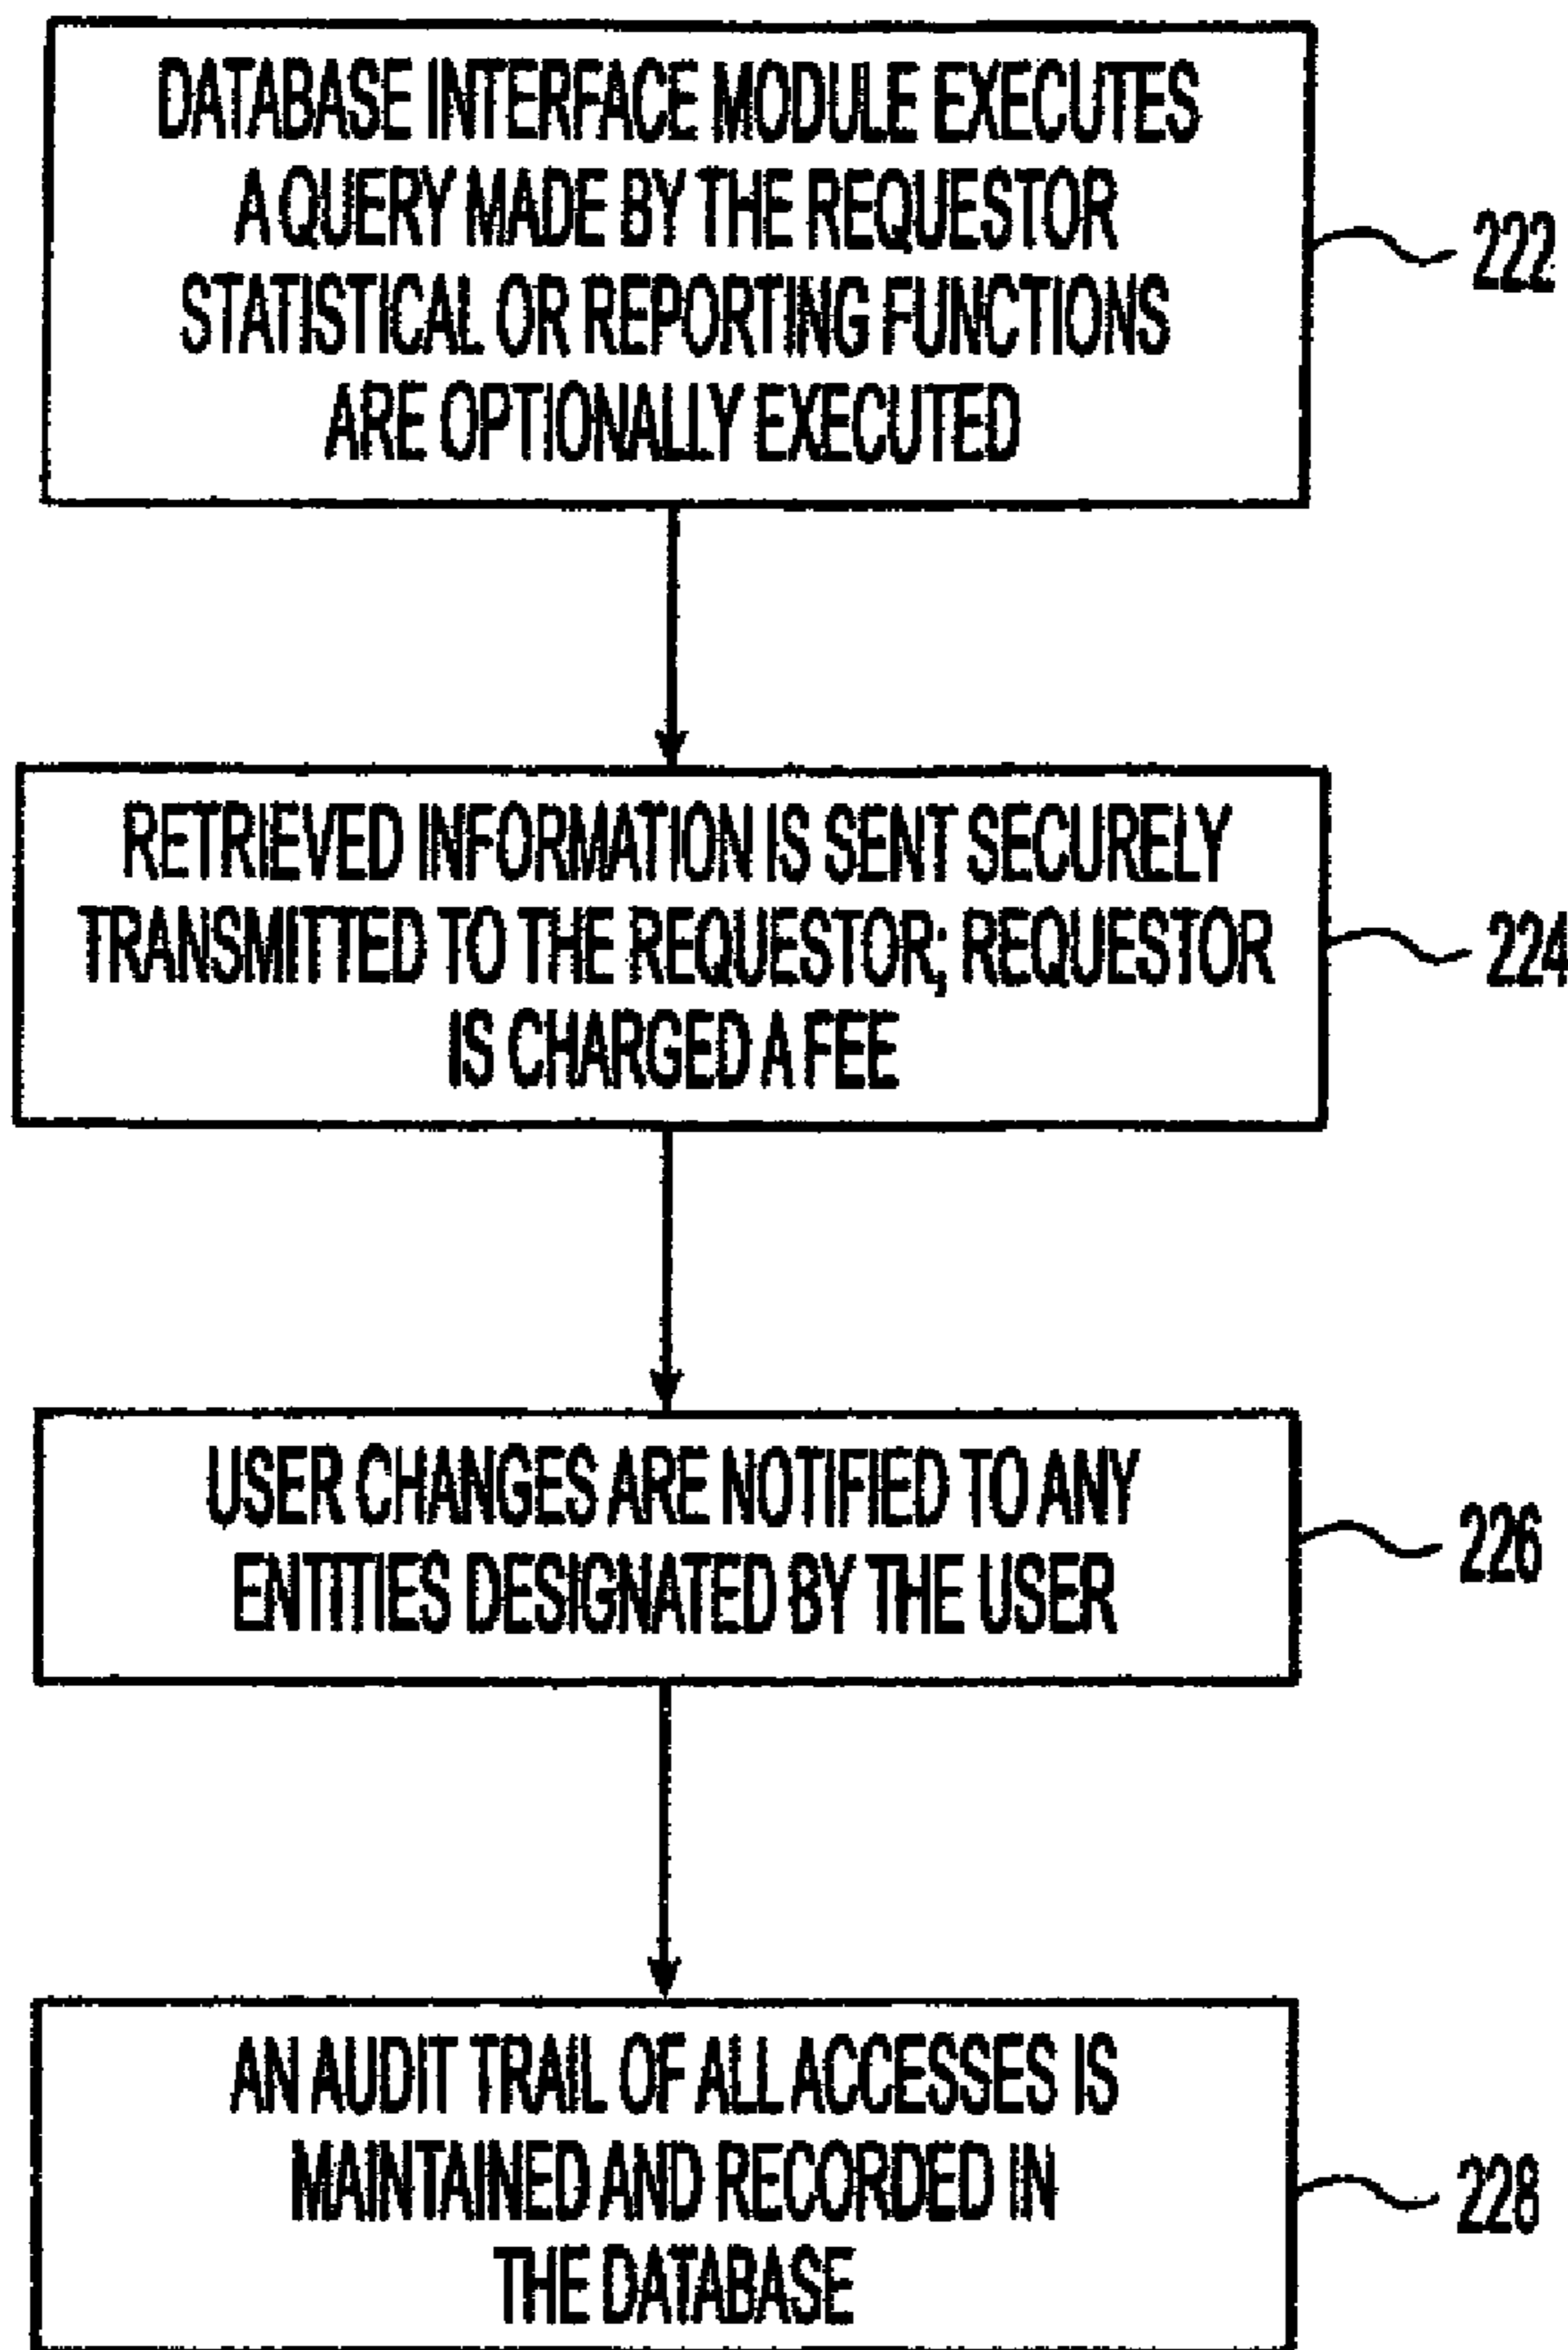 DATABASE INTERFACE MODULE EXECUTES
A QUERY MADE BY THE REQUESTOR
STATISTICAL OR REPORTING FUNCTIONS
ARE OPTIONALLY EXECUTED
222
RETRIEVED INFORMATION IS SENT SECURELY
TRANSMITTED TO THE REQUESTOR; REQUESTOR
IS CHARGED A FEE
224
USER CHANGES ARE NOTIFIED TO ANY
ENTITIES DESIGNATED BY THE USER
226
AN AUDIT TRAIL OF ALL ACCESSES IS
MAINTAINED AND RECORDED IN
THE DATABASE
228